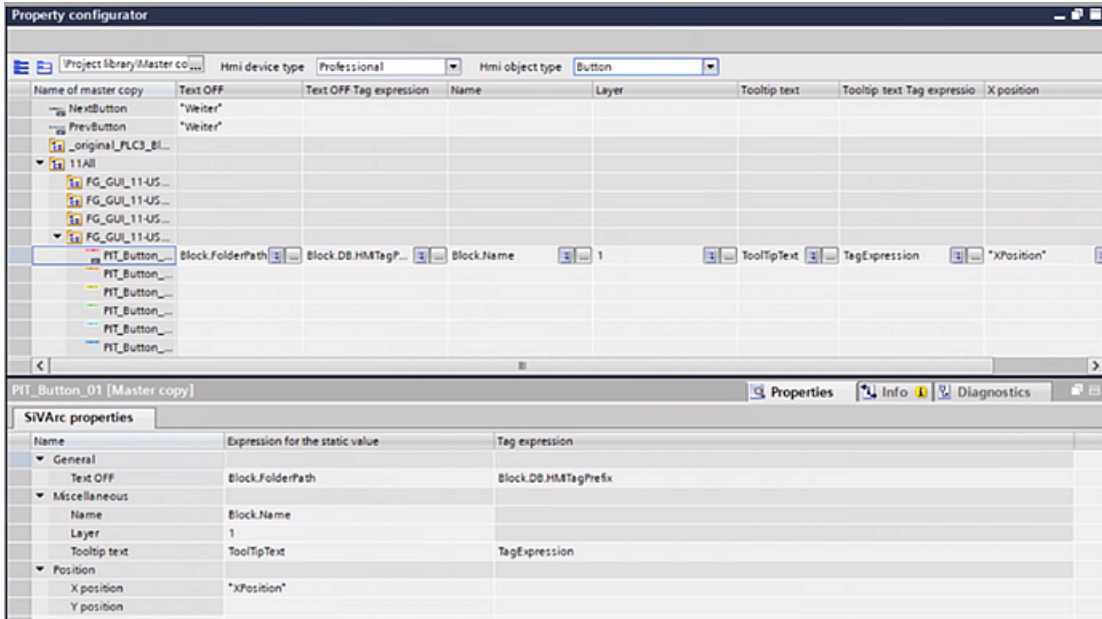 Property configurator
\Project library\Master co... Hmi device type Professional Hmi object type Button
Name of master copy Text OFF Text OFF Tag expression Name Layer Tooltip text Tooltip text Tag expressio X position
NextButton "Weiter"
PrevButton "Weiter"
_original_PLC3_Bl...
11All
FG_GUI_11-US...
FG_GUI_11-US...
FG_GUI_11-US...
FG_GUI_11-US...
PIT_Button_... Block.FolderPath Block.DB.HMITagP... Block.Name 1 ToolTipText TagExpression "XPosition"
PIT_Button_...
PIT_Button_...
PIT_Button_...
PIT_Button_...
PIT_Button_...
PIT_Button_01 [Master copy] Properties Info Diagnostics
SiVArc properties
Name Expression for the static value Tag expression
General
Text OFF Block.FolderPath Block.DB.HMITagPrefix
Miscellaneous
Name Block.Name
Layer 1
Tooltip text ToolTipText TagExpression
Position
X position "XPosition"
Y position